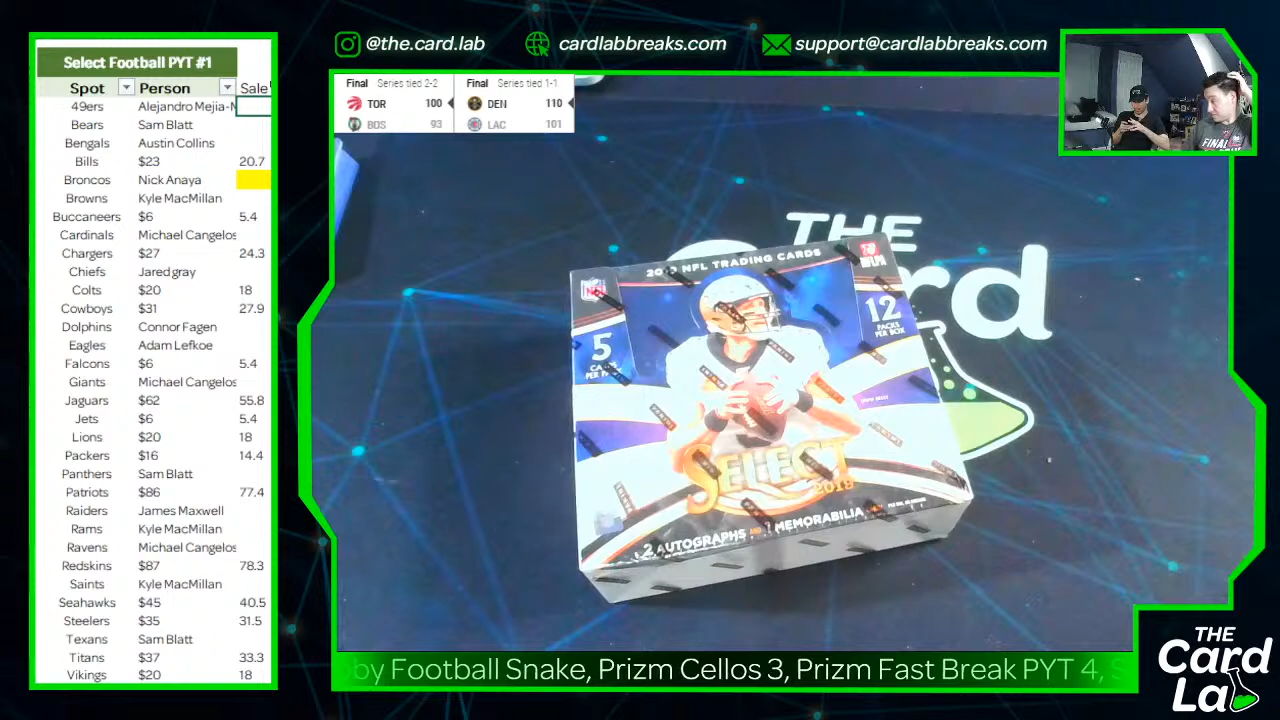 Select Football PYT #1
Spot Person Sale
49ers Alejandro Mejia-N
Bears Sam Blatt
Bengals Austin Collins
Bills $23 20.7
Broncos Nick Anaya
Browns Kyle MacMillan
Buccaneers $6 5.4
Cardinals Michael Cangelos
Chargers $27 24.3
Chiefs Jared gray
Colts $20 18
Cowboys $31 27.9
Dolphins Connor Fagen
Eagles Adam Lefkoe
Falcons $6 5.4
Giants Michael Cangelos
Jaguars $62 55.8
Jets $6 5.4
Lions $20 18
Packers $16 14.4
Panthers Sam Blatt
Patriots $86 77.4
Raiders James Maxwell
Rams Kyle MacMillan
Ravens Michael Cangelos
Redskins $87 78.3
Saints Kyle MacMillan
Seahawks $45 40.5
Steelers $35 31.5
Texans Sam Blatt
Titans $37 33.3
Vikings $20 18
@the.card.lab cardlabbreaks.com support@cardlabbreaks.com
Final Series tied 2-2
TOR 100
BOS 93
Final Series tied 1-1
DEN 110
LAC 101
FINAL
THE
Card
2019 NFL TRADING CARDS
NFL
NFLPA
5
CARDS
PER PACK
12
PACKS
PER BOX
SELECT
2019
2 AUTOGRAPHS AND 1 MEMORABILIA
by Football Snake, Prizm Cellos 3, Prizm Fast Break PYT 4, S
THE
Card
Lab